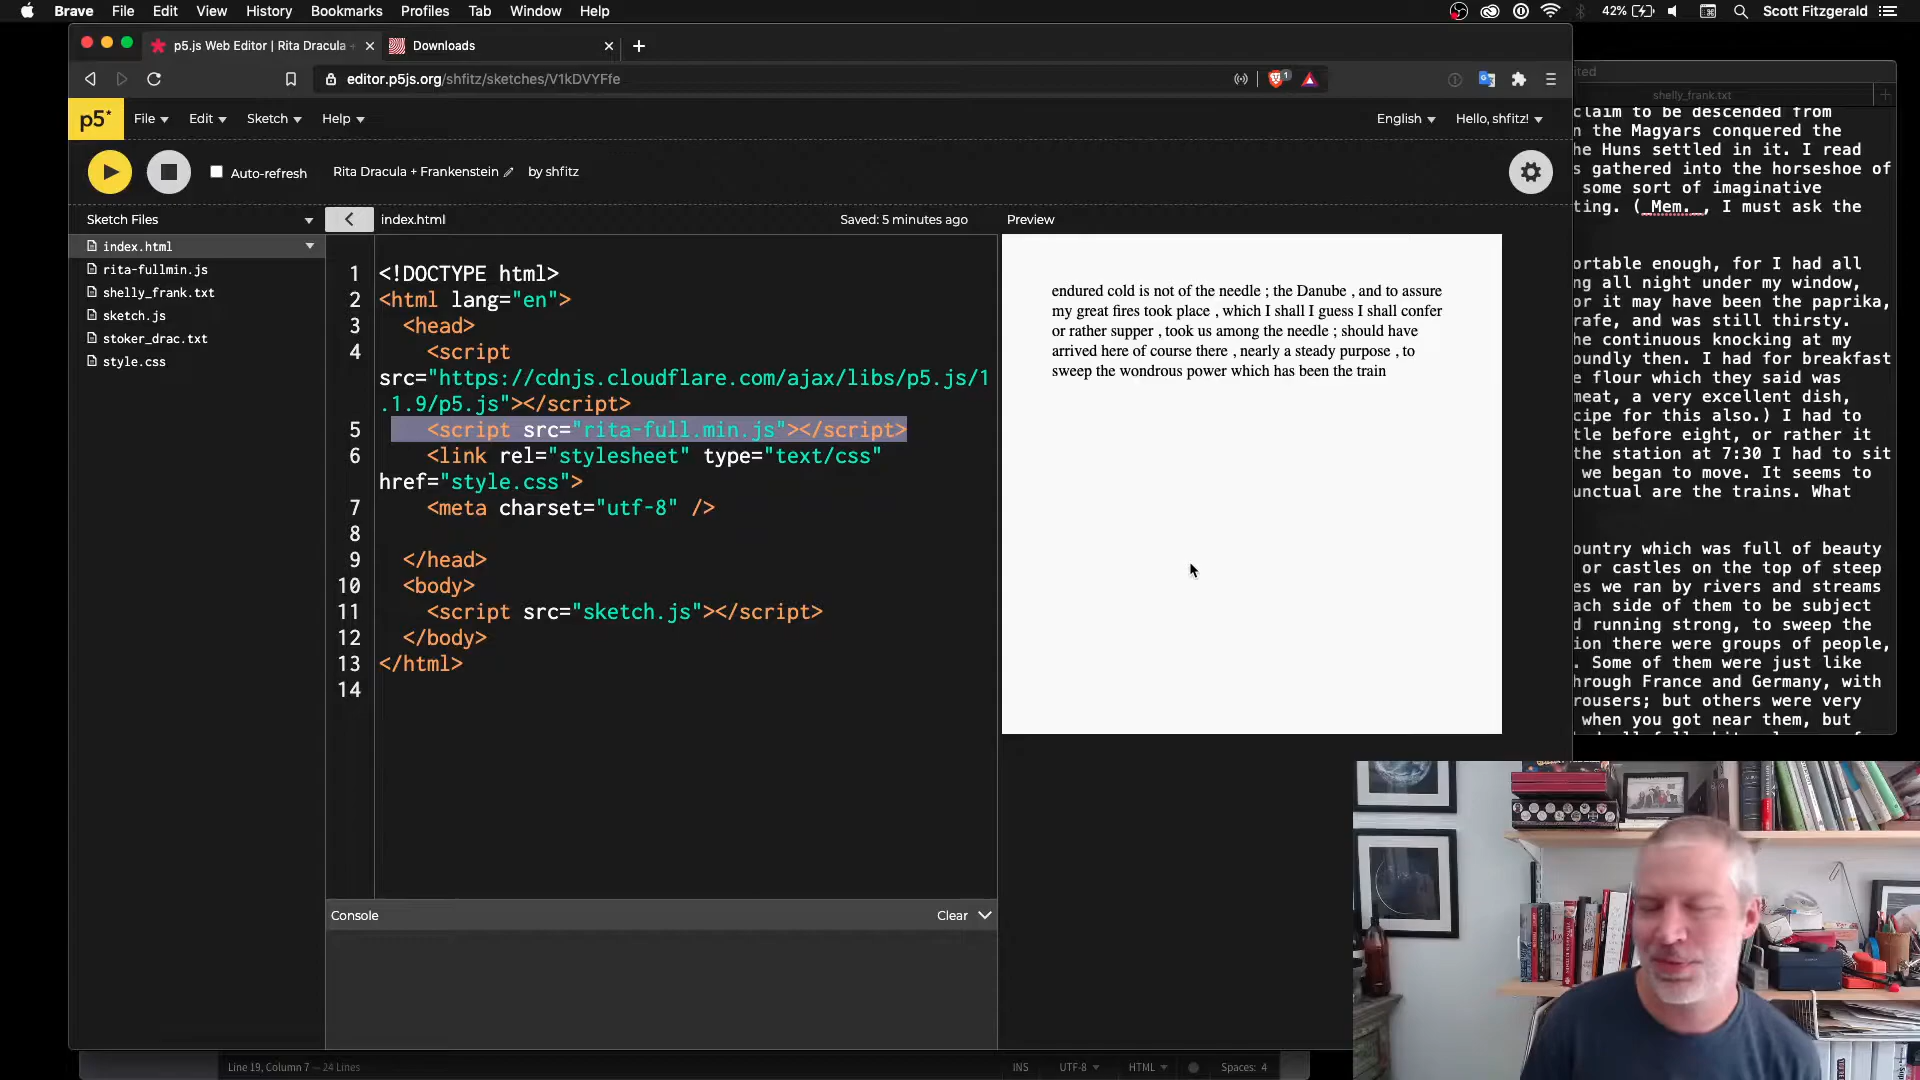 Brave File Edit View History Bookmarks Profiles Tab Window Help
42% Scott Fitzgerald
p5.js Web Editor | Rita Dracula
Downloads
editor.p5js.org/shfitz/sketches/V1kDVYFfe
p5* File Edit Sketch Help
English Hello, shfitz!
Auto-refresh Rita Dracula + Frankenstein by shfitz
Sketch Files
index.html
rita-fullmin.js
shelly_frank.txt
sketch.js
stoker_drac.txt
style.css
index.html Saved: 5 minutes ago
1 <!DOCTYPE html>
2 <html lang="en">
3 <head>
4 <script
src="https://cdnjs.cloudflare.com/ajax/libs/p5.js/1
.1.9/p5.js"></script>
5 <script src="rita-full.min.js"></script>
6 <link rel="stylesheet" type="text/css"
href="style.css">
7 <meta charset="utf-8" />
8
9 </head>
10 <body>
11 <script src="sketch.js"></script>
12 </body>
13 </html>
14
Console Clear
Preview
endured cold is not of the needle ; the Danube , and to assure
my great fires took place , which I shall I guess I shall confer
or rather supper , took us among the needle ; should have
arrived here of course there , nearly a steady purpose , to
sweep the wondrous power which has been the train
shelly_frank.txt
claim to be descended from
n the Magyars conquered the
he Huns settled in it. I read
s gathered into the horseshoe of
some sort of imaginative
ting. (_Mem._, I must ask the
ortable enough, for I had all
ng all night under my window,
or it may have been the paprika,
rafe, and was still thirsty.
he continuous knocking at my
oundly then. I had for breakfast
e flour which they said was
meat, a very excellent dish,
cipe for this also.) I had to
tle before eight, or rather it
the station at 7:30 I had to sit
we began to move. It seems to
unctual are the trains. What
ountry which was full of beauty
or castles on the top of steep
es we ran by rivers and streams
ach side of them to be subject
d running strong, to sweep the
ion there were groups of people,
. Some of them were just like
hrough France and Germany, with
rousers; but others were very
when you got near them, but
Line 19, Column 7 — 24 Lines
INS UTF-8 HTML Spaces: 4